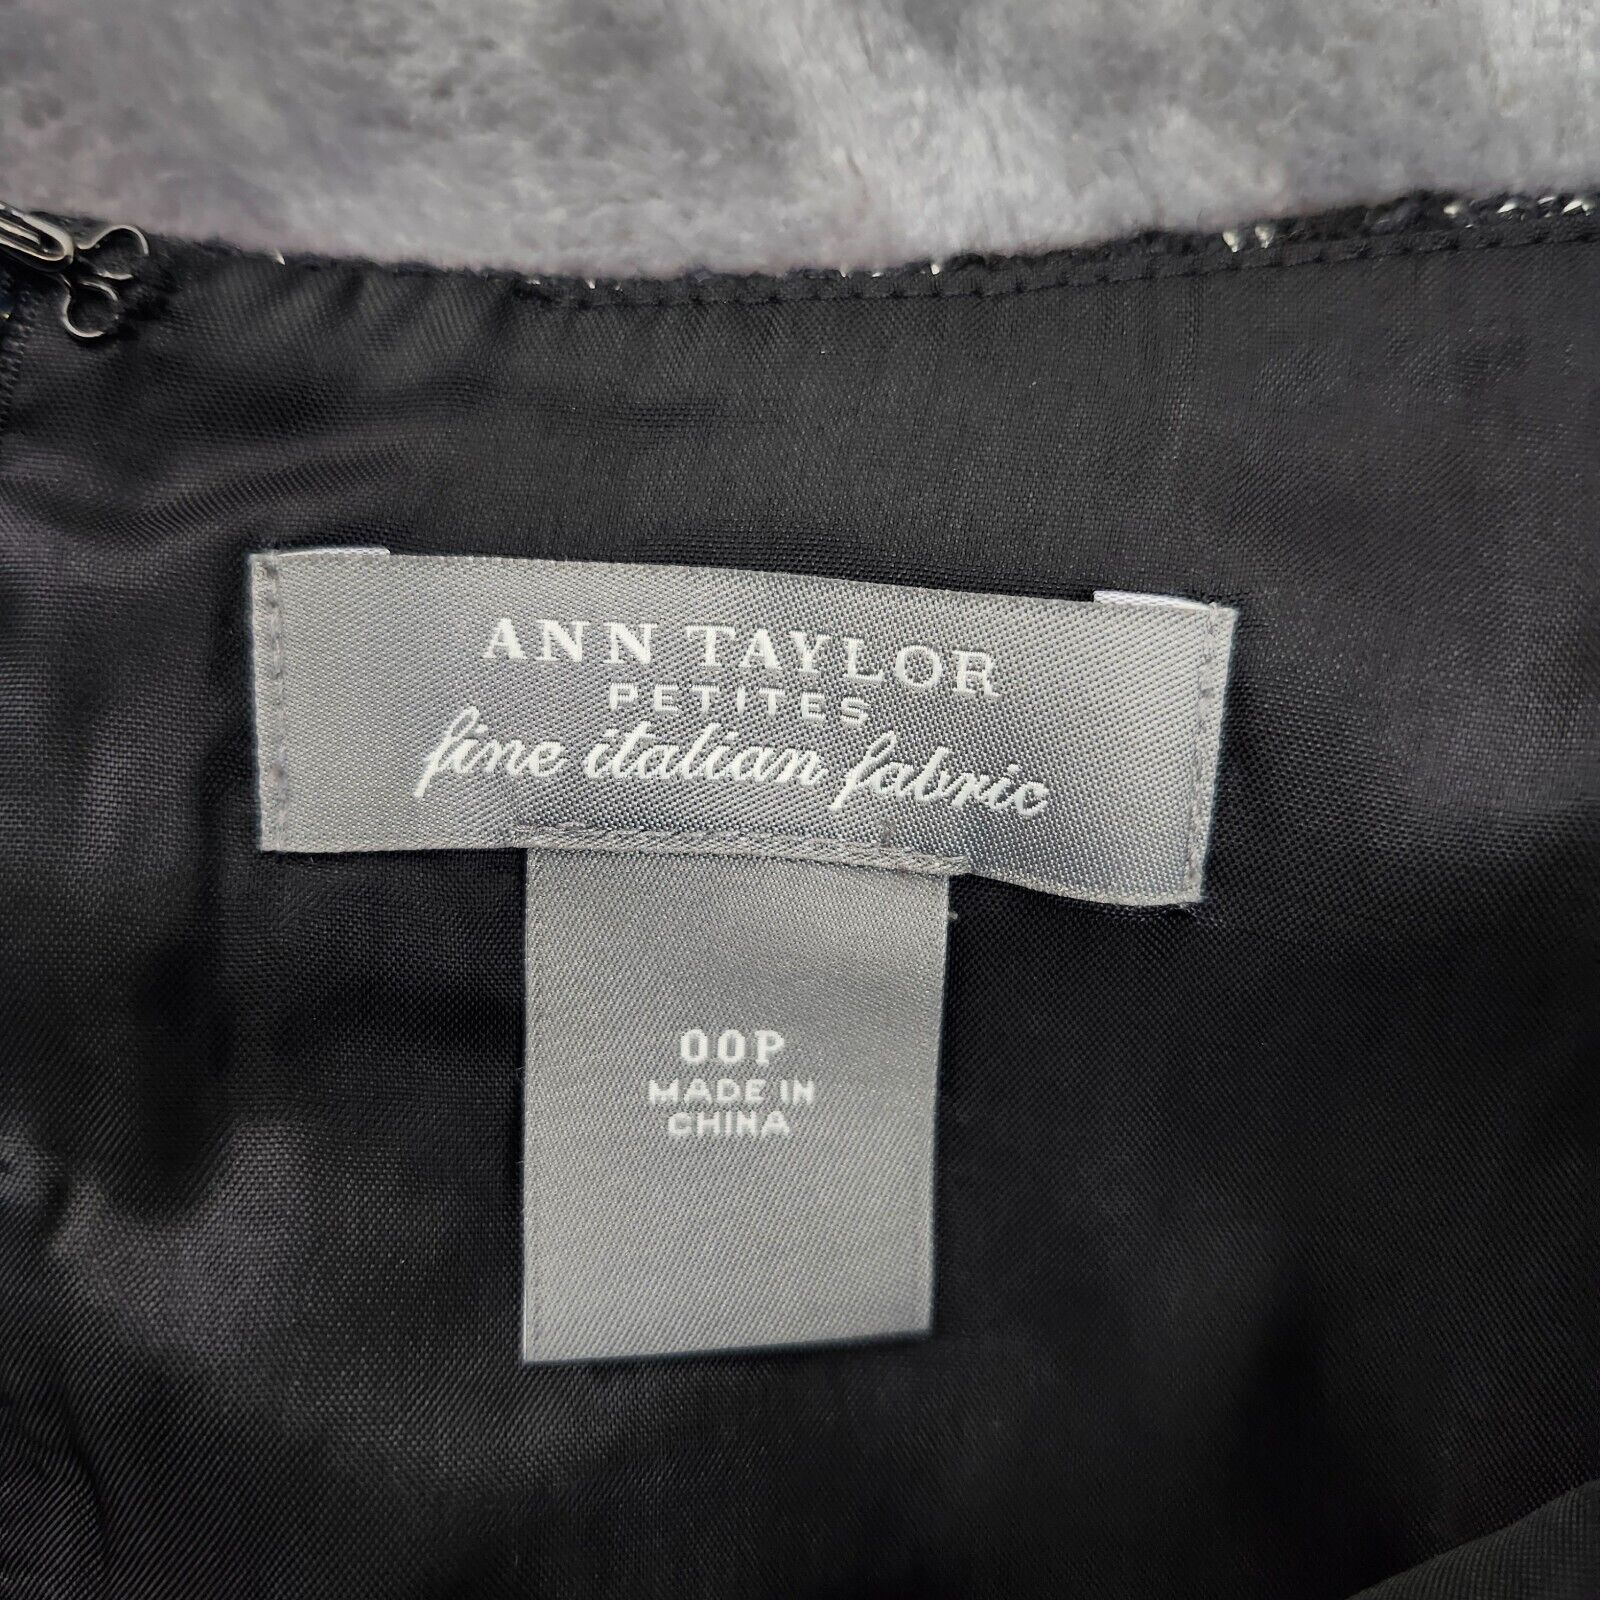 ANN TAYLOR
PETITES
fine italian fabric
00P
MADE IN
CHINA